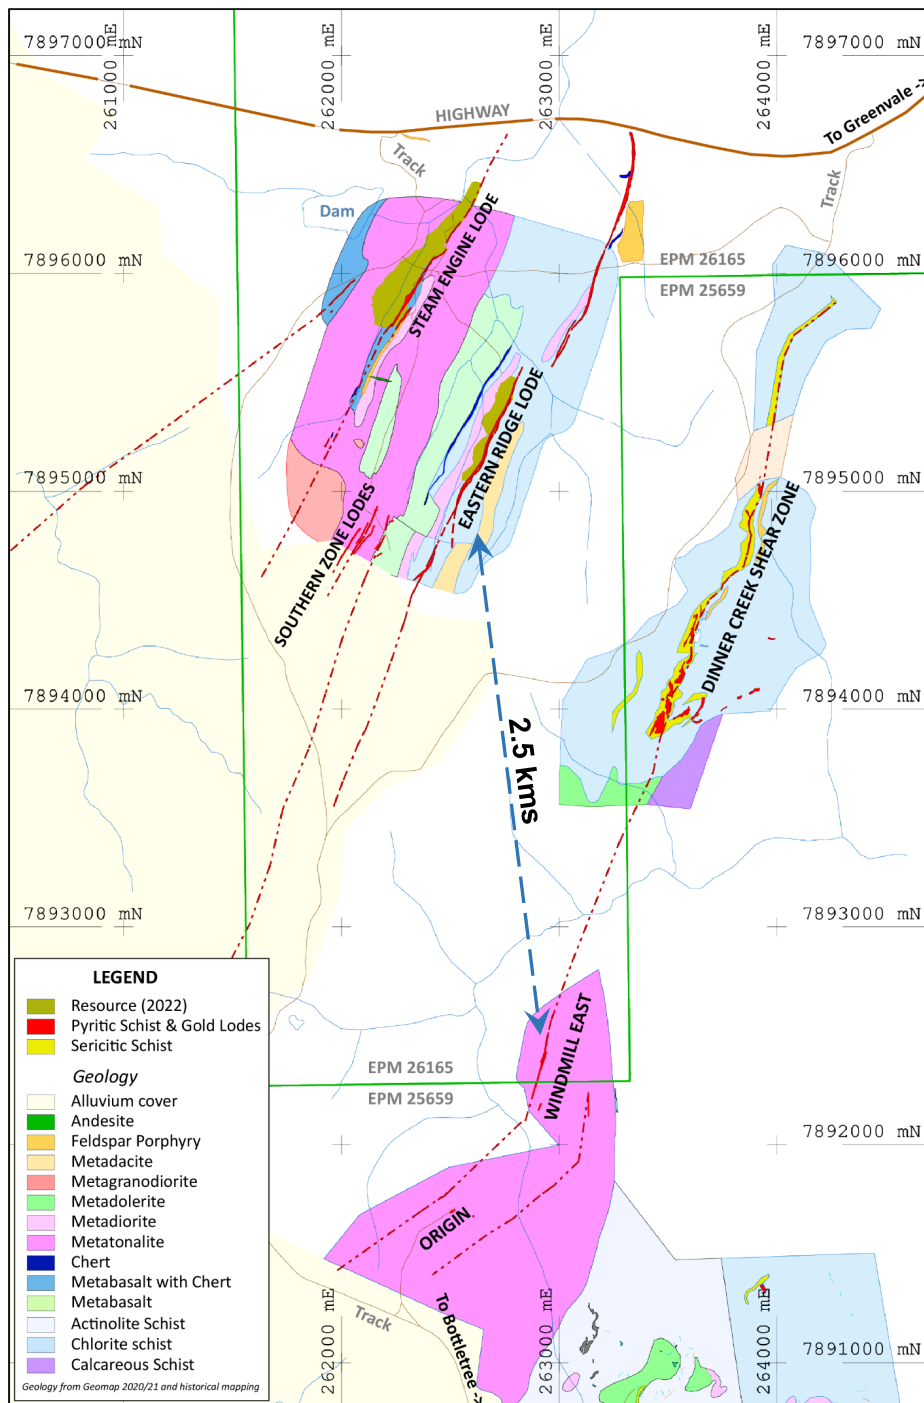 7897000 mN
261000 mE
262000 mE
263000 mE
264000 mE
7897000 mN
HIGHWAY
To Greenvale ->
Track
Track
Dam
STEAM ENGINE LODE
7896000 mN
EPM 26165
7896000 mN
EPM 25659
EASTERN RIDGE LODE
7895000 mN
7895000 mN
SOUTHERN ZONE LODES
DINNER CREEK SHEAR ZONE
7894000 mN
7894000 mN
2.5 kms
7893000 mN
7893000 mN
WINDMILL EAST
EPM 26165
EPM 25659
7892000 mN
ORIGIN
Track
To Bottletree ->
262000 mE
263000 mE
264000 mE
7891000 mN
LEGEND
Resource (2022)
Pyritic Schist & Gold Lodes
Sericitic Schist
Geology
Alluvium cover
Andesite
Feldspar Porphyry
Metadacite
Metagranodiorite
Metadolerite
Metadiorite
Metatonalite
Chert
Metabasalt with Chert
Metabasalt
Actinolite Schist
Chlorite schist
Calcareous Schist
Geology from Geomap 2020/21 and historical mapping